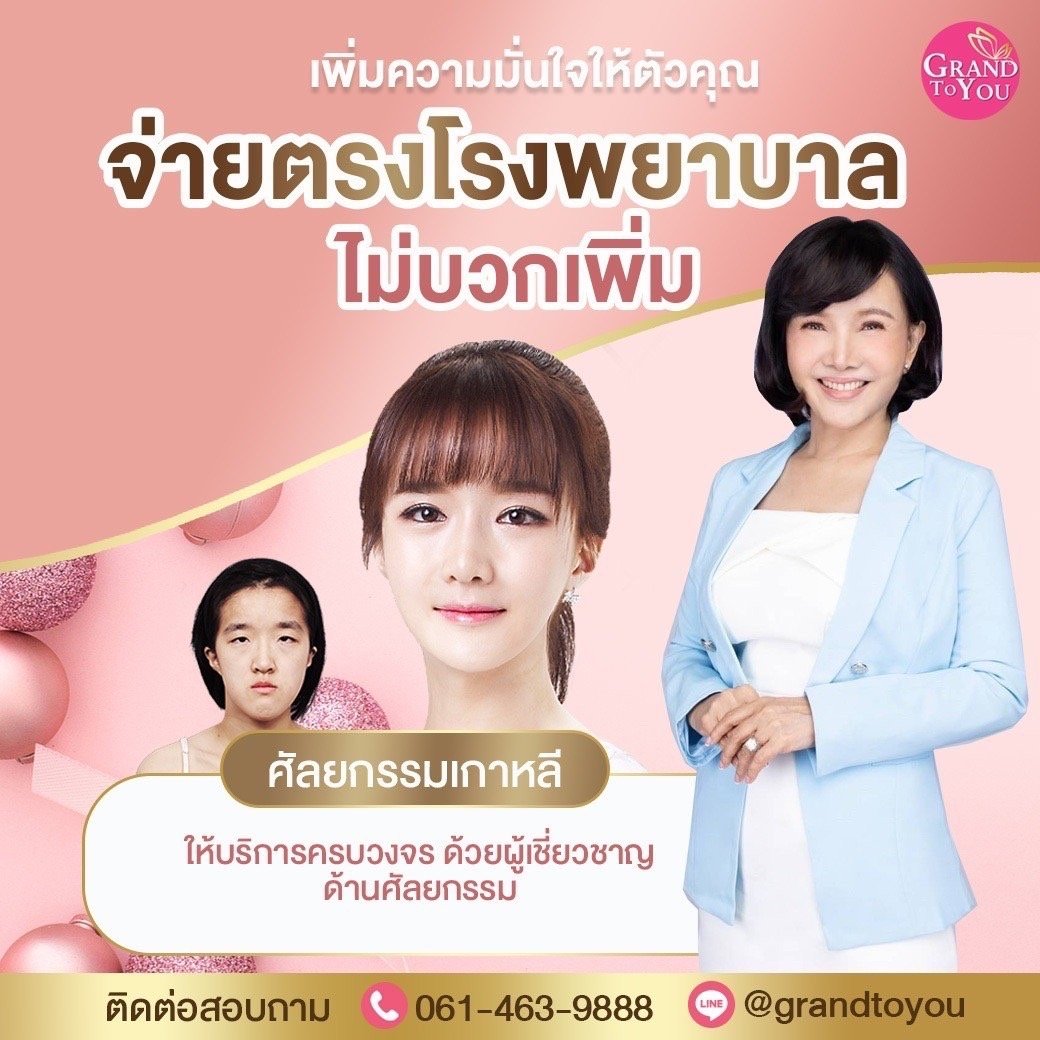 GRAND
TO YOU
เพิ่มความมั่นใจให้ตัวคุณ
จ่ายตรงโรงพยาบาล
ไม่บวกเพิ่ม
ศัลยกรรมเกาหลี
ให้บริการครบวงจร ด้วยผู้เชี่ยวชาญ
ด้านศัลยกรรม
ติดต่อสอบถาม 061-463-9888 LINE @grandtoyou